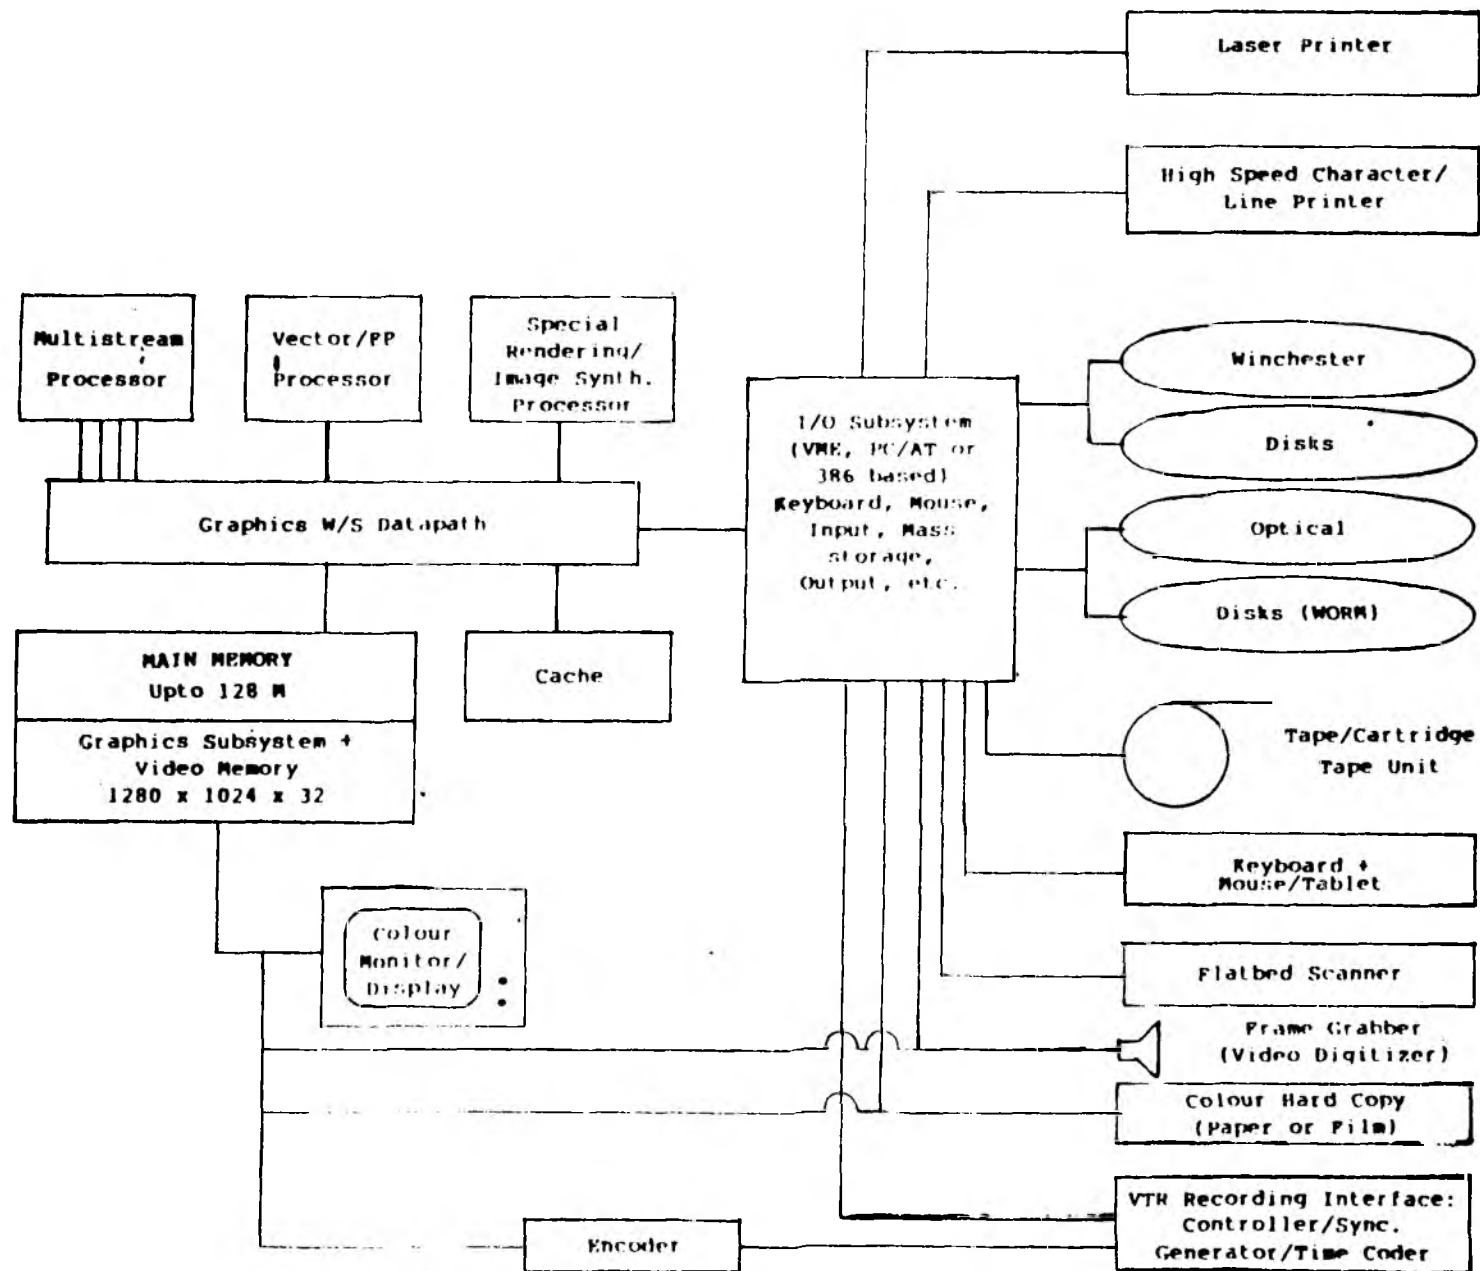 Laser Printer
High Speed Character/
Line Printer
Multistream
Processor
Vector/FP
Processor
Special
Rendering/
Image Synth.
Processor
Graphics W/S Datapath
MAIN MEMORY
Upto 128 M
Graphics Subsystem +
Video Memory
1280 x 1024 x 32
Cache
I/O Subsystem
(VME, PC/AT or
386 based)
Keyboard, Mouse,
Input, Mass
storage,
Output, etc.
Winchester
Disks
Optical
Disks (WORM)
Tape/Cartridge
Tape Unit
Keyboard +
Mouse/Tablet
Flatbed Scanner
Frame Grabber
(Video Digitizer)
Colour Hard Copy
(Paper or Film)
VTR Recording Interface:
Controller/Sync.
Generator/Time Coder
Colour
Monitor/
Display
Encoder